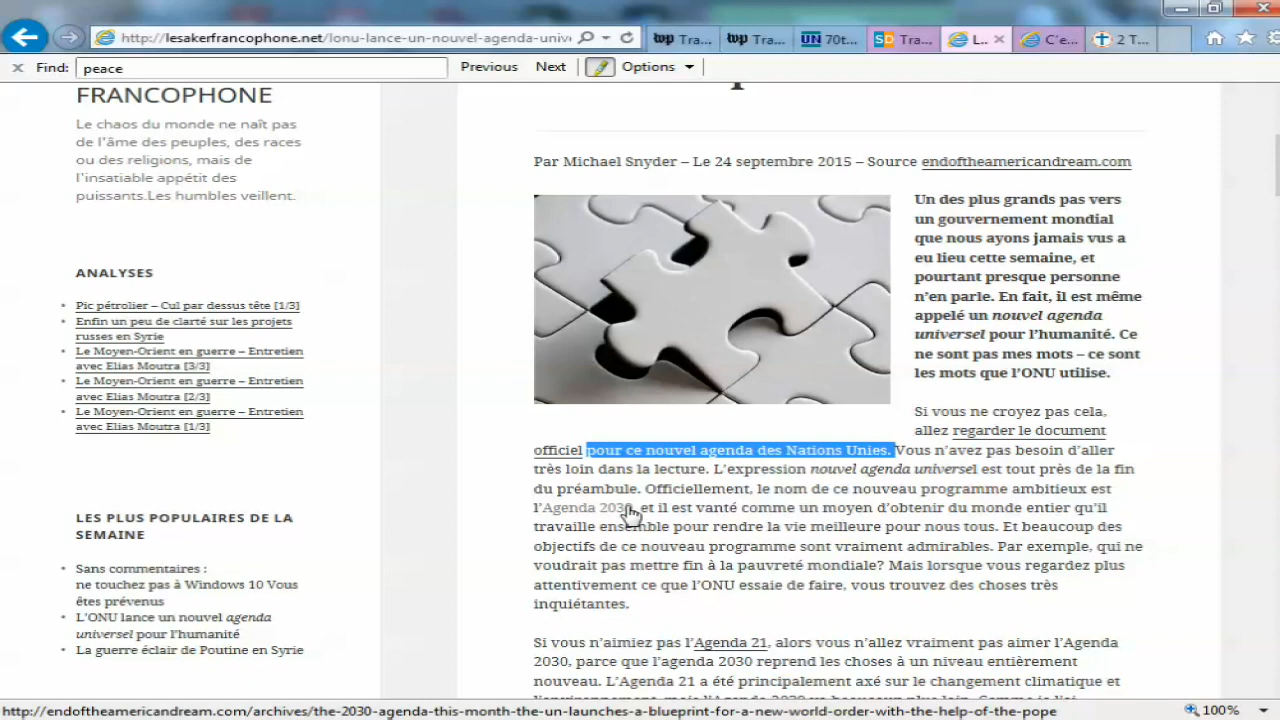 http://lesakerfrancophone.net/lonu-lance-un-nouvel-agenda-univ
Tra...
Tra...
UN 70t...
SD Tra...
L...
C'e...
2 T...
Find: peace
Previous Next Options
FRANCOPHONE
Le chaos du monde ne naît pas
de l'âme des peuples, des races
ou des religions, mais de
l'insatiable appétit des
puissants.Les humbles veillent.
ANALYSES
• Pic pétrolier – Cul par dessus tête [1/3]
• Enfin un peu de clarté sur les projets
russes en Syrie
• Le Moyen-Orient en guerre – Entretien
avec Elias Moutra [3/3]
• Le Moyen-Orient en guerre – Entretien
avec Elias Moutra [2/3]
• Le Moyen-Orient en guerre – Entretien
avec Elias Moutra [1/3]
LES PLUS POPULAIRES DE LA
SEMAINE
• Sans commentaires :
ne touchez pas à Windows 10 Vous
êtes prévenus
• L'ONU lance un nouvel agenda
universel pour l'humanité
• La guerre éclair de Poutine en Syrie
Par Michael Snyder – Le 24 septembre 2015 – Source endoftheamericandream.com
Un des plus grands pas vers
un gouvernement mondial
que nous ayons jamais vus a
eu lieu cette semaine, et
pourtant presque personne
n'en parle. En fait, il est même
appelé un nouvel agenda
universel pour l'humanité. Ce
ne sont pas mes mots – ce sont
les mots que l'ONU utilise.
Si vous ne croyez pas cela,
allez regarder le document
officiel pour ce nouvel agenda des Nations Unies. Vous n'avez pas besoin d'aller
très loin dans la lecture. L'expression nouvel agenda universel est tout près de la fin
du préambule. Officiellement, le nom de ce nouveau programme ambitieux est
l'Agenda 2030, et il est vanté comme un moyen d'obtenir du monde entier qu'il
travaille ensemble pour rendre la vie meilleure pour nous tous. Et beaucoup des
objectifs de ce nouveau programme sont vraiment admirables. Par exemple, qui ne
voudrait pas mettre fin à la pauvreté mondiale? Mais lorsque vous regardez plus
attentivement ce que l'ONU essaie de faire, vous trouvez des choses très
inquiétantes.
Si vous n'aimiez pas l'Agenda 21, alors vous n'allez vraiment pas aimer l'Agenda
2030, parce que l'agenda 2030 reprend les choses à un niveau entièrement
nouveau. L'Agenda 21 a été principalement axé sur le changement climatique et
http://endoftheamericandream.com/archives/the-2030-agenda-this-month-the-un-launches-a-blueprint-for-a-new-world-order-with-the-help-of-the-pope
100%